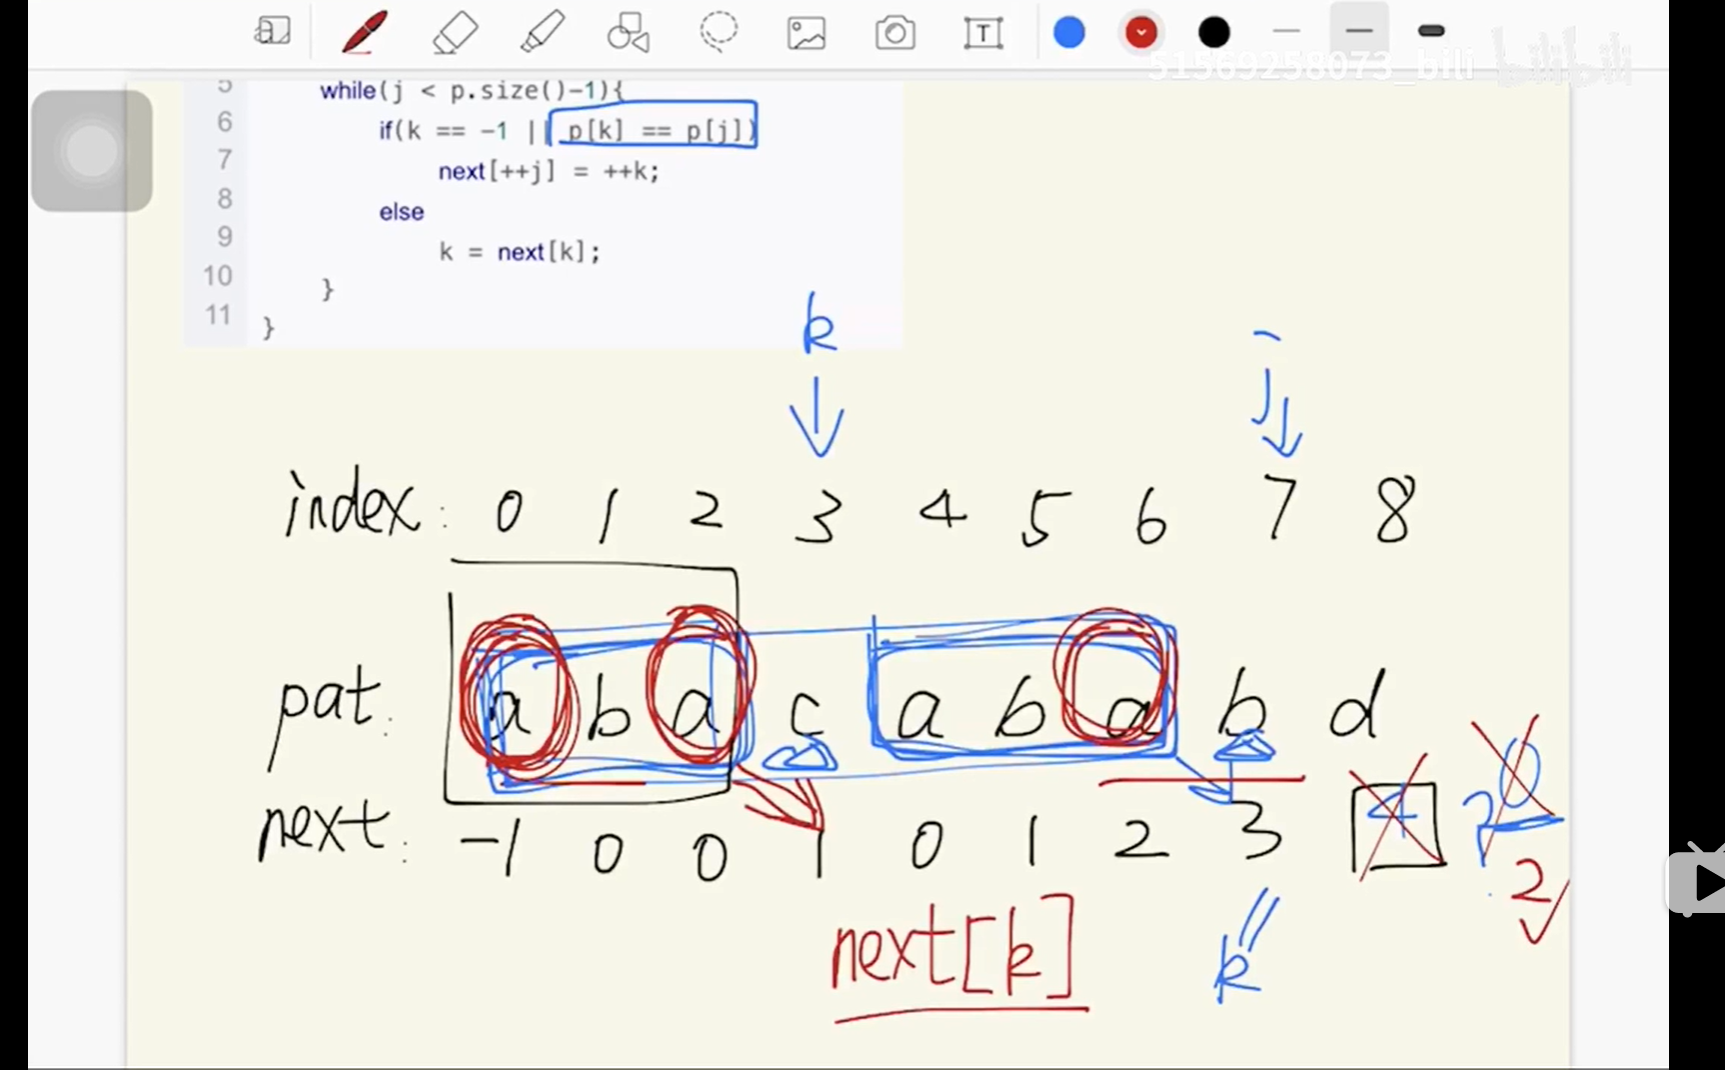 T
51569258073_bili bilibili
5 while(j < p.size()-1){
6 if(k == -1 || p[k] == p[j])
7 next[++j] = ++k;
8 else
9 k = next[k];
10 }
11 }
k j
index: 0 1 2 3 4 5 6 7 8
pat: a b a c a b a b d
next: -1 0 0 1 0 1 2 3 4 0
2
2
next[k] k